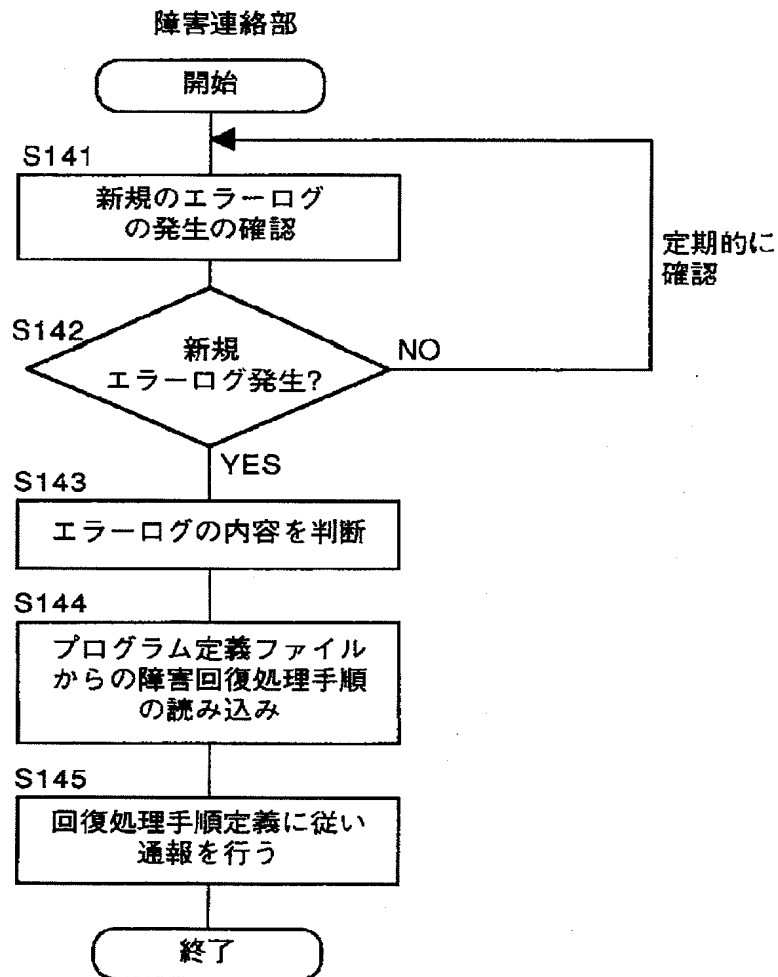 障害連絡部
開始
S141
新規のエラーログ
の発生の確認
定期的に
確認
S142
新規
エラーログ発生?
NO
YES
S143
エラーログの内容を判断
S144
プログラム定義ファイル
からの障害回復処理手順
の読み込み
S145
回復処理手順定義に従い
通報を行う
終了